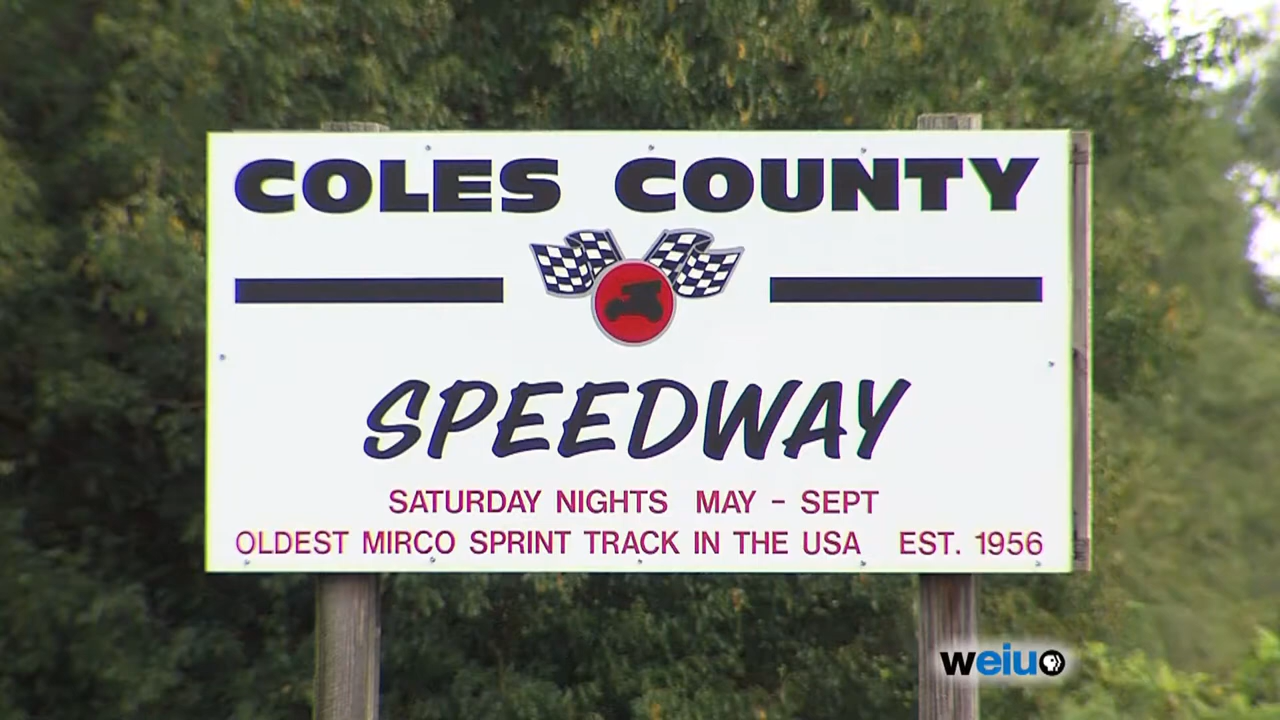 COLES COUNTY
SPEEDWAY
SATURDAY NIGHTS MAY - SEPT
OLDEST MIRCO SPRINT TRACK IN THE USA EST. 1956
weiu